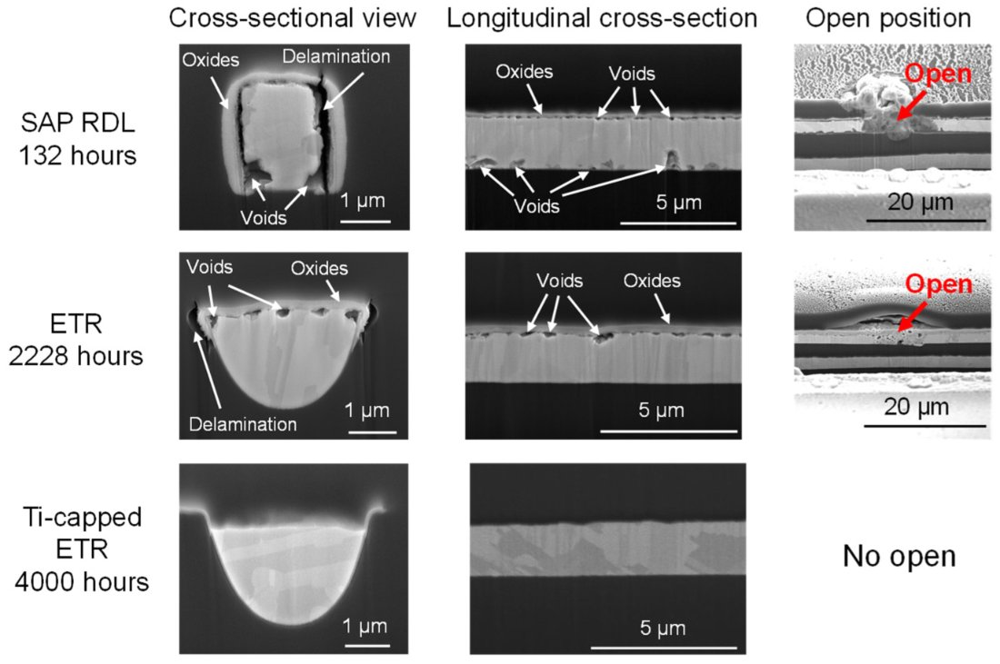 Cross-sectional view
Longitudinal cross-section
Open position
SAP RDL
132 hours
Oxides
Delamination
Voids
1 μm
Oxides
Voids
Voids
5 μm
Open
20 μm
ETR
2228 hours
Voids
Oxides
Delamination
1 μm
Voids
Oxides
5 μm
Open
20 μm
Ti-capped
ETR
4000 hours
1 μm
5 μm
No open